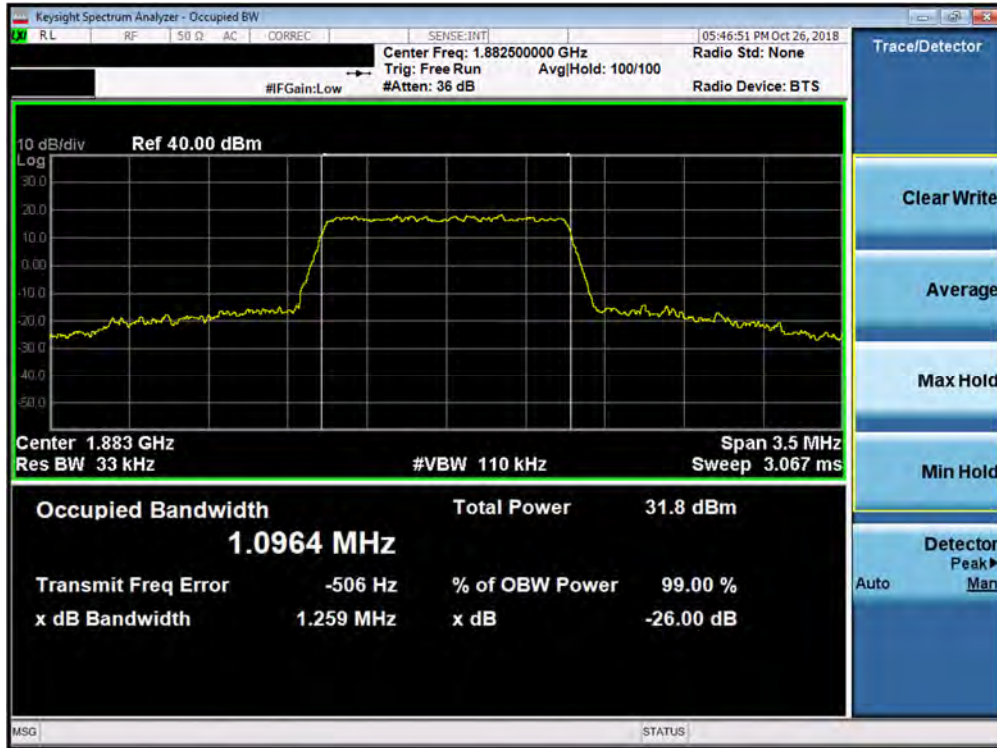 Keysight Spectrum Analyzer - Occupied BW
LXI RL RF 50 Ω AC CORREC SENSE:INT 05:46:51 PM Oct 26, 2018
Center Freq: 1.882500000 GHz Radio Std: None
Trig: Free Run Avg|Hold: 100/100
#IFGain:Low #Atten: 36 dB Radio Device: BTS
Trace/Detector
10 dB/div Ref 40.00 dBm
Log
30.0
20.0
10.0
0.00
-10.0
-20.0
-30.0
-40.0
-50.0
Center 1.883 GHz Span 3.5 MHz
Res BW 33 kHz #VBW 110 kHz Sweep 3.067 ms
Clear Write
Average
Max Hold
Min Hold
Detector
Peak▶
Auto Man
Occupied Bandwidth Total Power 31.8 dBm
1.0964 MHz
Transmit Freq Error -506 Hz % of OBW Power 99.00 %
x dB Bandwidth 1.259 MHz x dB -26.00 dB
MSG STATUS